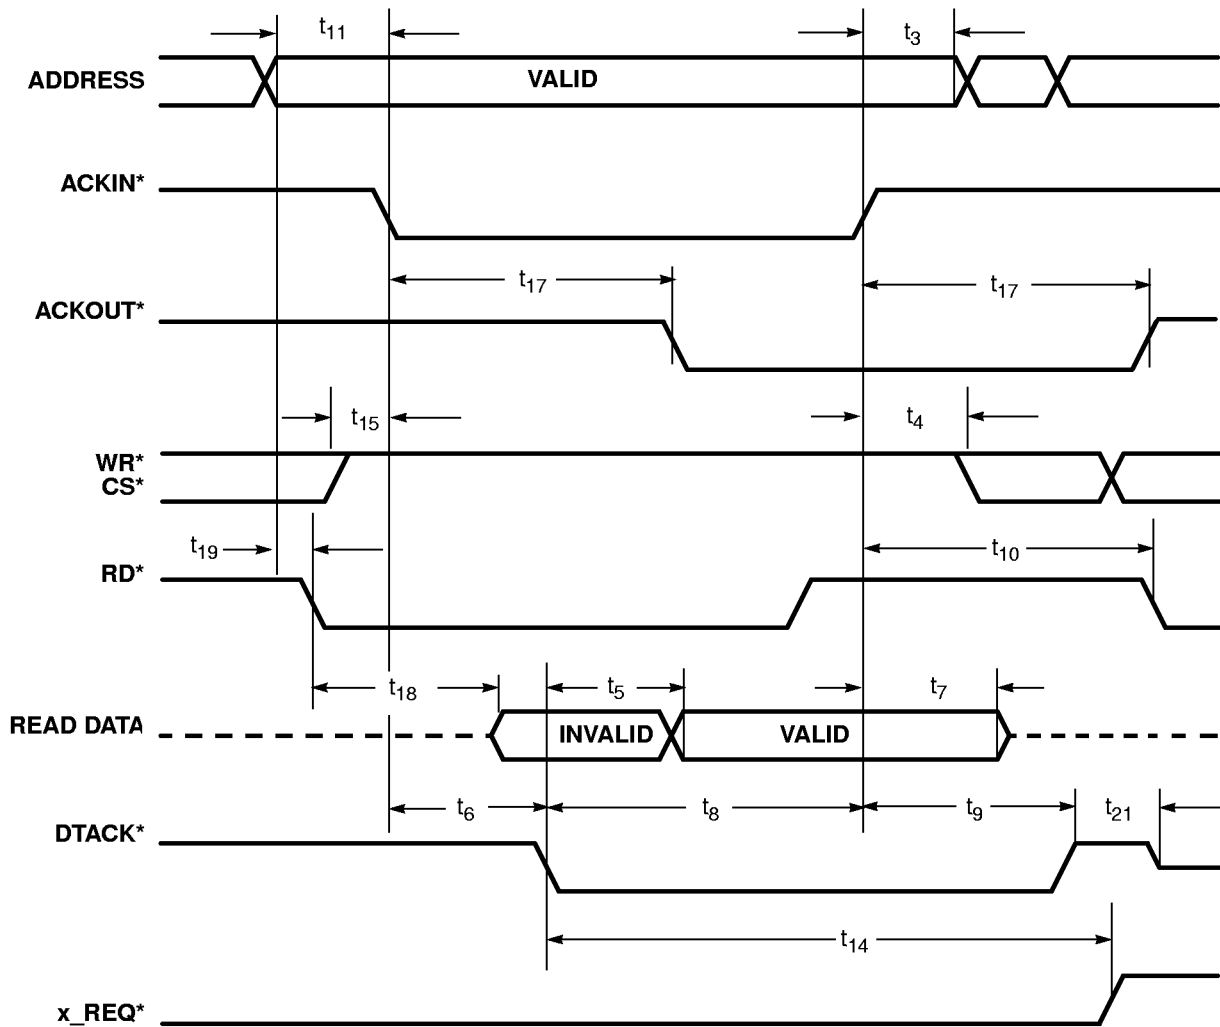 t11 t3
ADDRESS VALID
ACKIN*
t17 t17
ACKOUT*
t15 t4
WR*
CS*
t19 t10
RD*
t18 t5 t7
READ DATA INVALID VALID
t6 t8 t9 t21
DTACK*
t14
x_REQ*